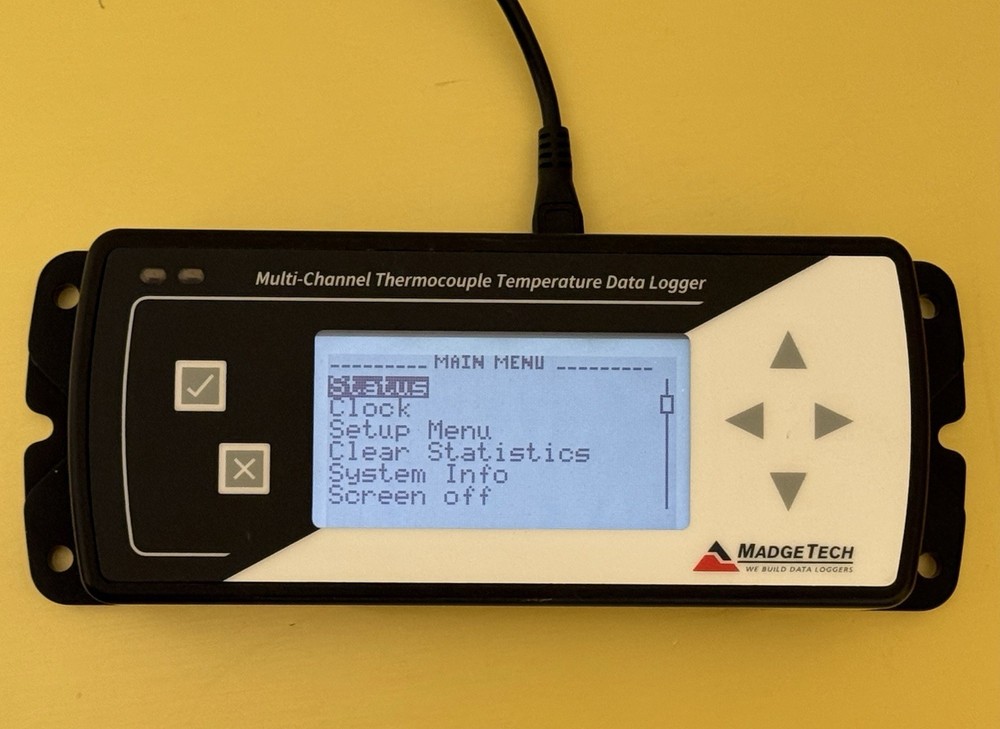 Multi-Channel Thermocouple Temperature Data Logger
MAIN MENU
Status
Clock
Setup Menu
Clear Statistics
System Info
Screen off
MADGETECH
WE BUILD DATA LOGGERS